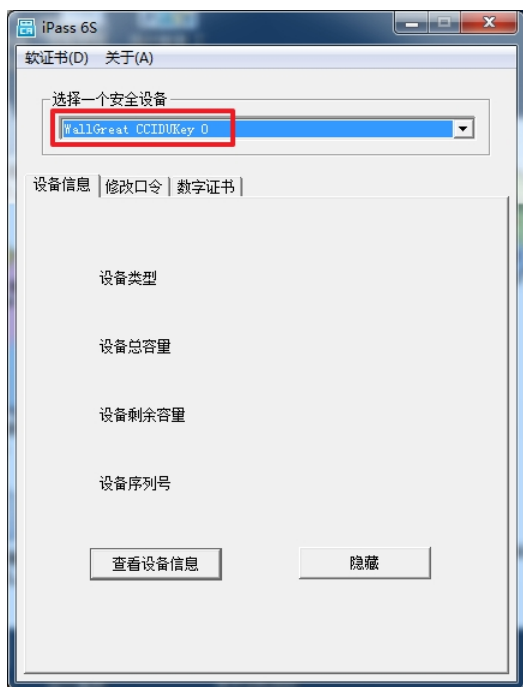 iPass 6S
软证书(D) 关于(A)
选择一个安全设备
WallGreat CCIDUKey 0
设备信息 修改口令 数字证书
设备类型
设备总容量
设备剩余容量
设备序列号
查看设备信息 隐藏